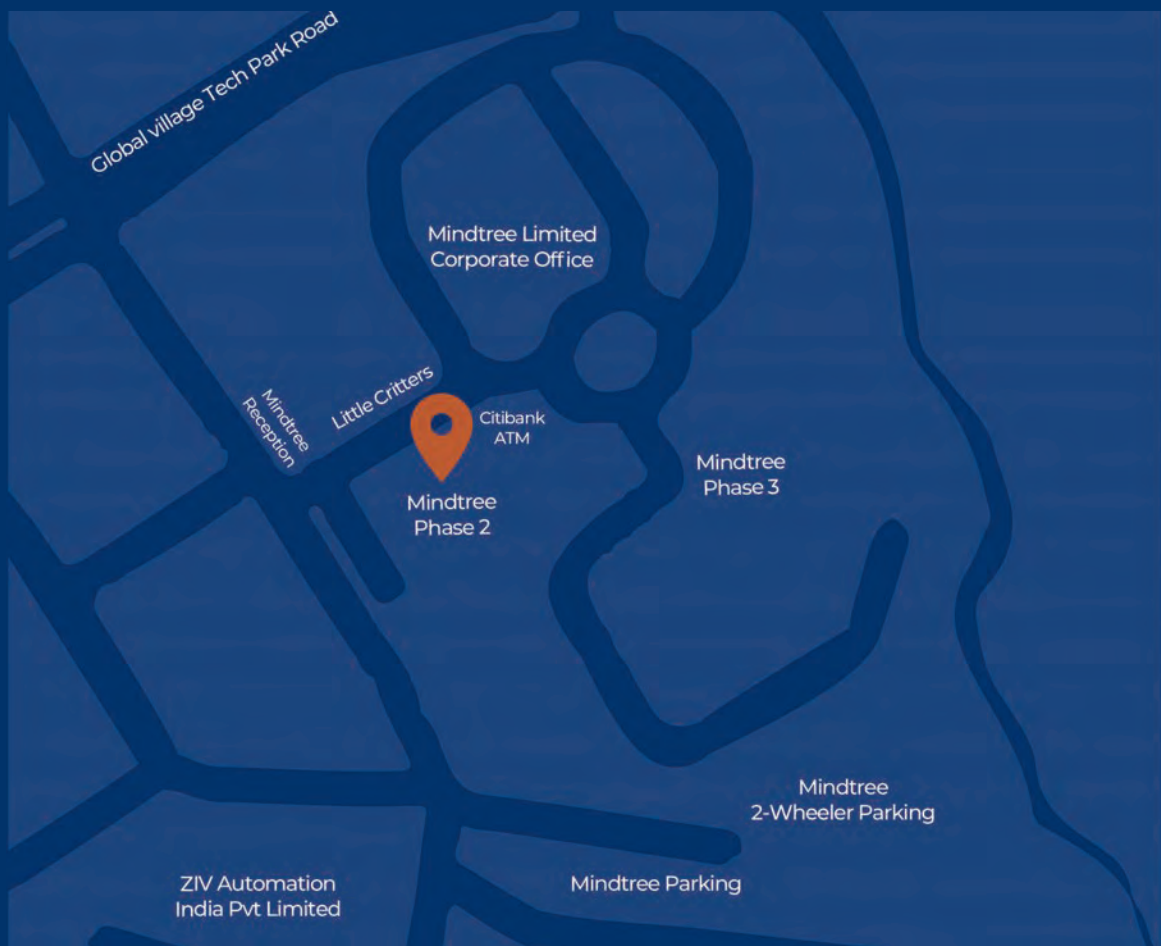 Global village Tech Park Road
Mindtree Limited
Corporate Office
Little Critters
Mindtree
Reception
Citibank
ATM
Mindtree
Phase 2
Mindtree
Phase 3
Mindtree
2-Wheeler Parking
ZIV Automation
India Pvt Limited
Mindtree Parking